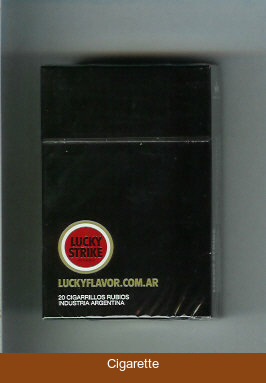 LUCKY
STRIKE
LUCKYFLAVOR.COM.AR
20 CIGARRILLOS RUBIOS
INDUSTRIA ARGENTINA
Cigarette